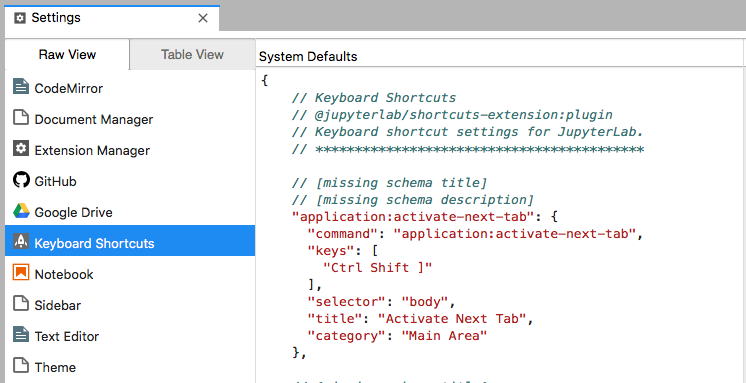 Settings ×
Raw View
Table View
CodeMirror
Document Manager
Extension Manager
GitHub
Google Drive
Keyboard Shortcuts
Notebook
Sidebar
Text Editor
Theme
System Defaults
{
// Keyboard Shortcuts
// @jupyterlab/shortcuts-extension:plugin
// Keyboard shortcut settings for JupyterLab.
// ******************************************
// [missing schema title]
// [missing schema description]
"application:activate-next-tab": {
"command": "application:activate-next-tab",
"keys": [
"Ctrl Shift ]"
],
"selector": "body",
"title": "Activate Next Tab",
"category": "Main Area"
},